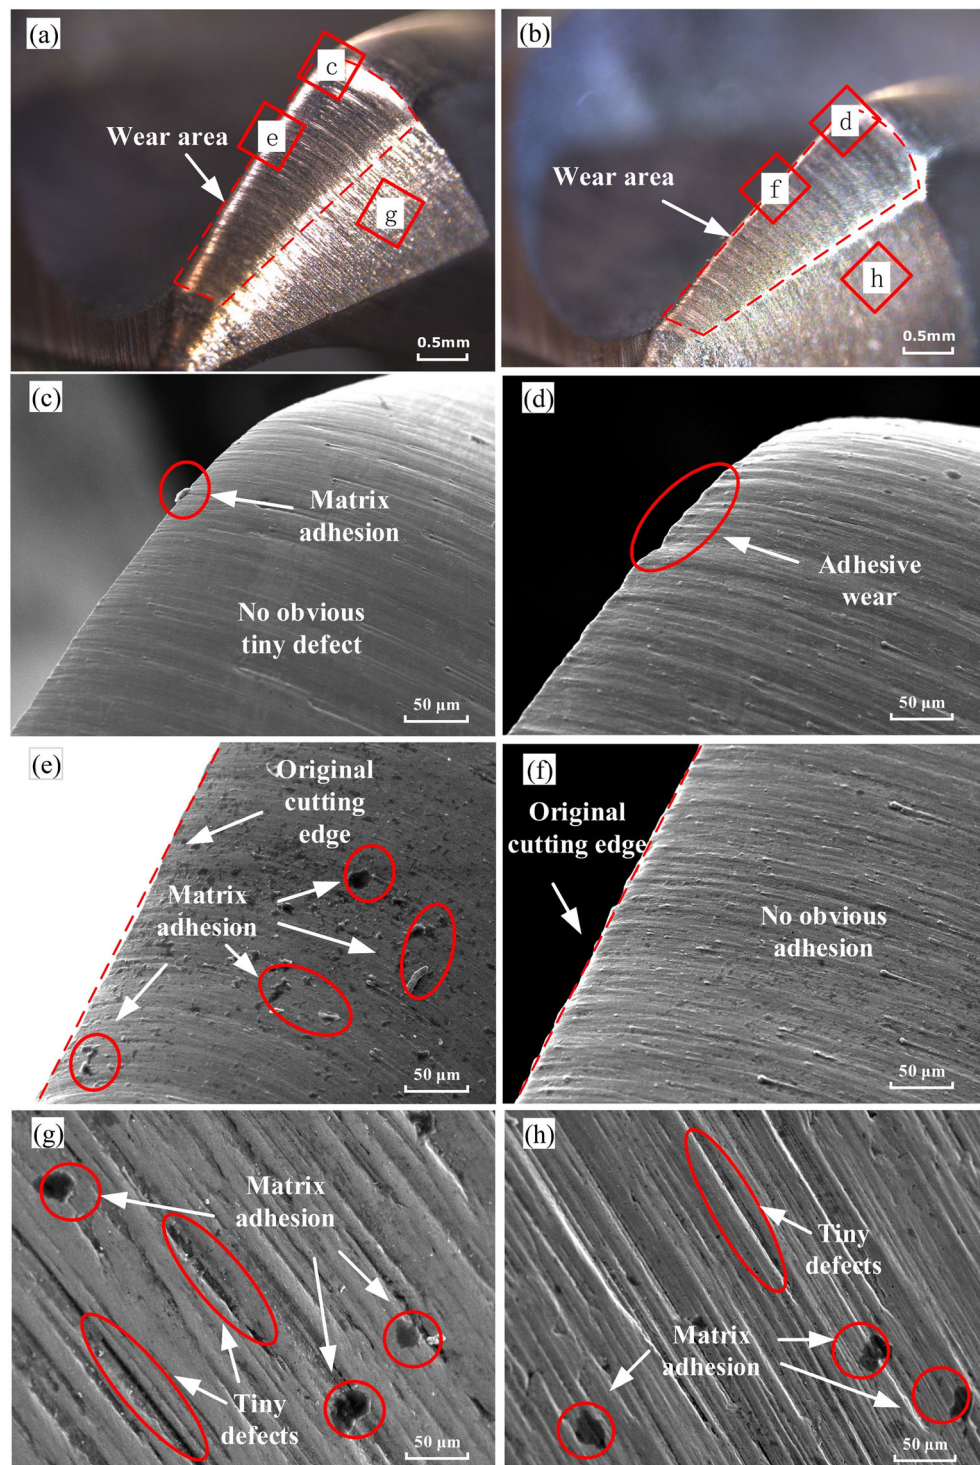 (a)
c
e
Wear area
g
0.5mm
(b)
d
f
Wear area
h
0.5mm
(c)
Matrix
adhesion
No obvious
tiny defect
50 μm
(d)
Adhesive
wear
50 μm
(e)
Original
cutting
edge
Matrix
adhesion
50 μm
(f)
Original
cutting edge
No obvious
adhesion
50 μm
(g)
Matrix
adhesion
Tiny
defects
50 μm
(h)
Tiny
defects
Matrix
adhesion
50 μm